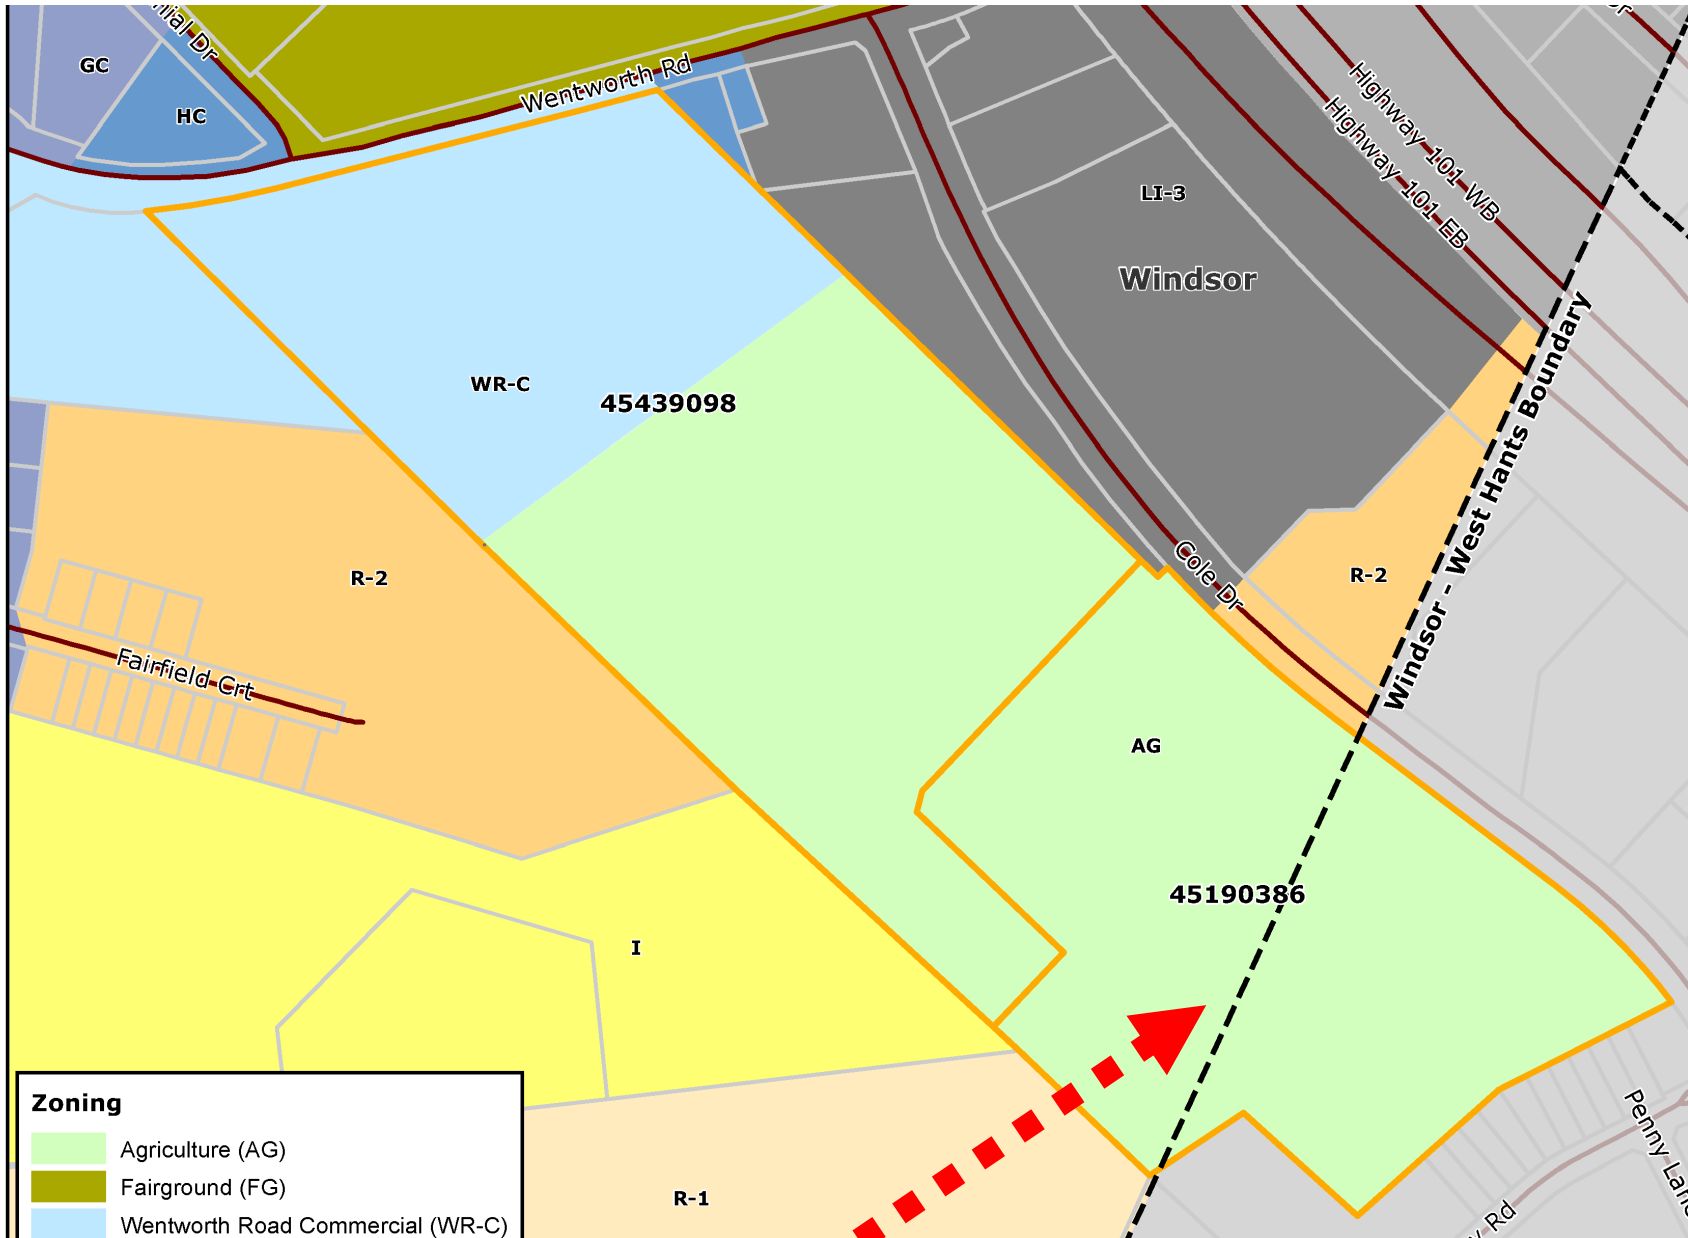 GC
HC
Wentworth Rd
Highway 101 WB
Highway 101 EB
LI-3
Windsor
Windsor - West Hants Boundary
WR-C
45439098
R-2
Cole Dr
R-2
Fairfield Crt
AG
45190386
I
Penny Lane
R-1
Rd
Zoning
Agriculture (AG)
Fairground (FG)
Wentworth Road Commercial (WR-C)